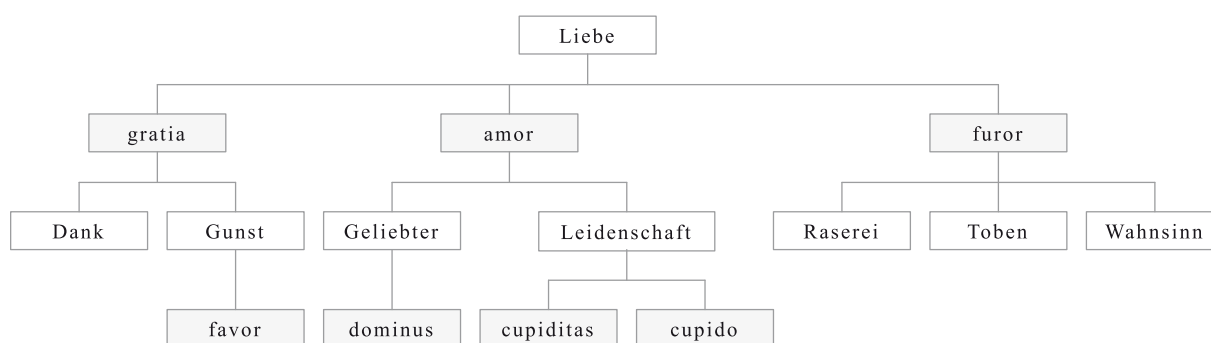 Liebe
gratia amor furor
Dank Gunst Geliebter Leidenschaft Raserei Toben Wahnsinn
favor dominus cupiditas cupido